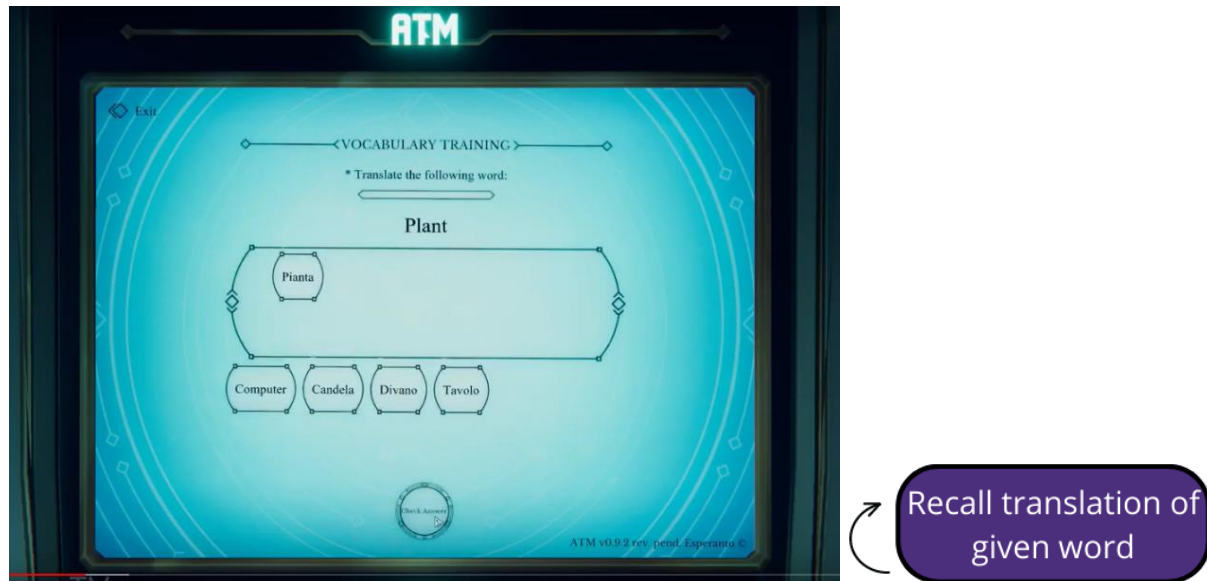 ATM
Exit
VOCABULARY TRAINING
* Translate the following word:
Plant
Pianta
Computer
Candela
Divano
Tavolo
Check Answer
ATM v0.9.2 rev. pend. Esperanto ©
Recall translation of
given word